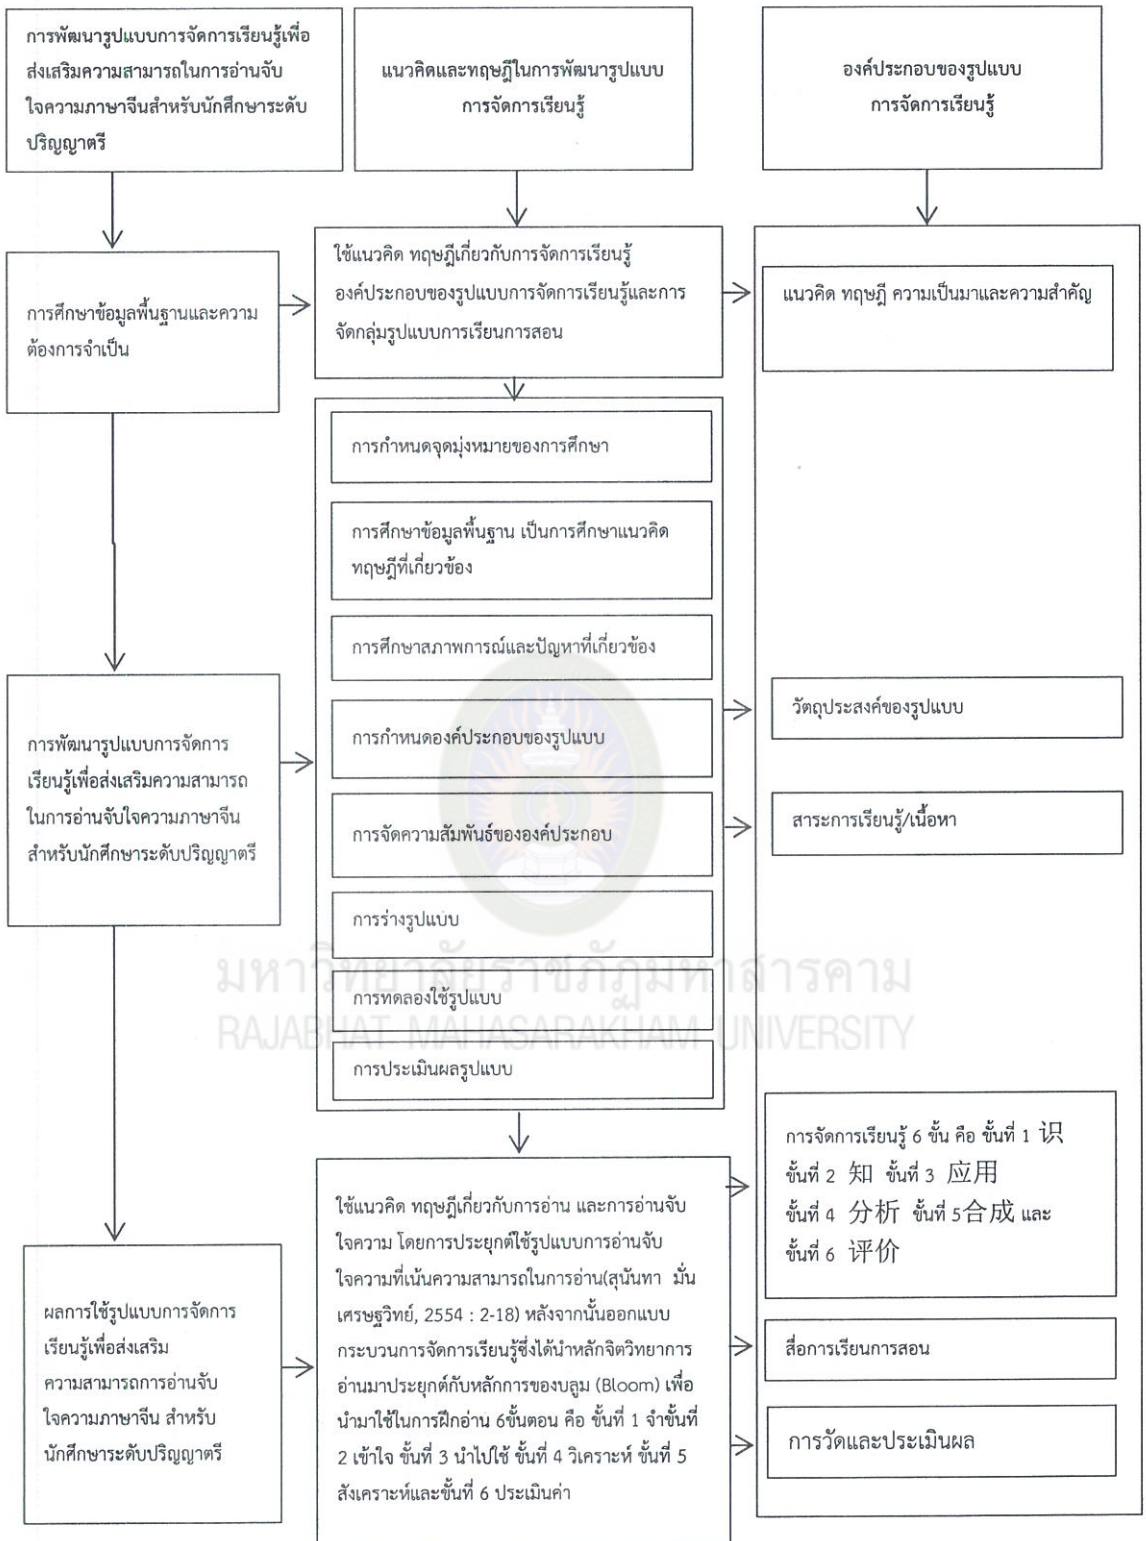 การพัฒนารูปแบบการจัดการเรียนรู้เพื่อ
ส่งเสริมความสามารถในการอ่านจับ
ใจความภาษาจีนสำหรับนักศึกษาระดับ
ปริญญาตรี
แนวคิดและทฤษฎีในการพัฒนารูปแบบ
การจัดการเรียนรู้
องค์ประกอบของรูปแบบ
การจัดการเรียนรู้
การศึกษาข้อมูลพื้นฐานและความ
ต้องการจำเป็น
ใช้แนวคิด ทฤษฎีเกี่ยวกับการจัดการเรียนรู้
องค์ประกอบของรูปแบบการจัดการเรียนรู้และการ
จัดกลุ่มรูปแบบการเรียนการสอน
แนวคิด ทฤษฎี ความเป็นมาและความสำคัญ
การกำหนดจุดมุ่งหมายของการศึกษา
การศึกษาข้อมูลพื้นฐาน เป็นการศึกษาแนวคิด
ทฤษฎีที่เกี่ยวข้อง
การศึกษาสภาพการณ์และปัญหาที่เกี่ยวข้อง
การกำหนดองค์ประกอบของรูปแบบ
การจัดความสัมพันธ์ขององค์ประกอบ
การร่างรูปแบบ
การทดลองใช้รูปแบบ
การประเมินผลรูปแบบ
การพัฒนารูปแบบการจัดการ
เรียนรู้เพื่อส่งเสริมความสามารถ
ในการอ่านจับใจความภาษาจีน
สำหรับนักศึกษาระดับปริญญาตรี
วัตถุประสงค์ของรูปแบบ
สาระการเรียนรู้/เนื้อหา
มหาวิทยาลัยราชภัฏมหาสารคาม
RAJABHAT MAHASARAKHAM UNIVERSITY
ผลการใช้รูปแบบการจัดการ
เรียนรู้เพื่อส่งเสริม
ความสามารถการอ่านจับ
ใจความภาษาจีน สำหรับ
นักศึกษาระดับปริญญาตรี
ใช้แนวคิด ทฤษฎีเกี่ยวกับการอ่าน และการอ่านจับ
ใจความ โดยการประยุกต์ใช้รูปแบบการอ่านจับ
ใจความที่เน้นความสามารถในการอ่าน(สุนันทา มั่น
เศรษฐวิทย์, 2554 : 2-18) หลังจากนั้นออกแบบ
กระบวนการจัดการเรียนรู้ซึ่งได้นำหลักจิตวิทยาการ
อ่านมาประยุกต์กับหลักการของบลูม (Bloom) เพื่อ
นำมาใช้ในการฝึกอ่าน 6ขั้นตอน คือ ขั้นที่ 1 จำขั้นที่
2 เข้าใจ ขั้นที่ 3 นำไปใช้ ขั้นที่ 4 วิเคราะห์ ขั้นที่ 5
สังเคราะห์และขั้นที่ 6 ประเมินค่า
การจัดการเรียนรู้ 6 ขั้น คือ ขั้นที่ 1 识
ขั้นที่ 2 知 ขั้นที่ 3 应用
ขั้นที่ 4 分析 ขั้นที่ 5合成 และ
ขั้นที่ 6 评价
สื่อการเรียนการสอน
การวัดและประเมินผล